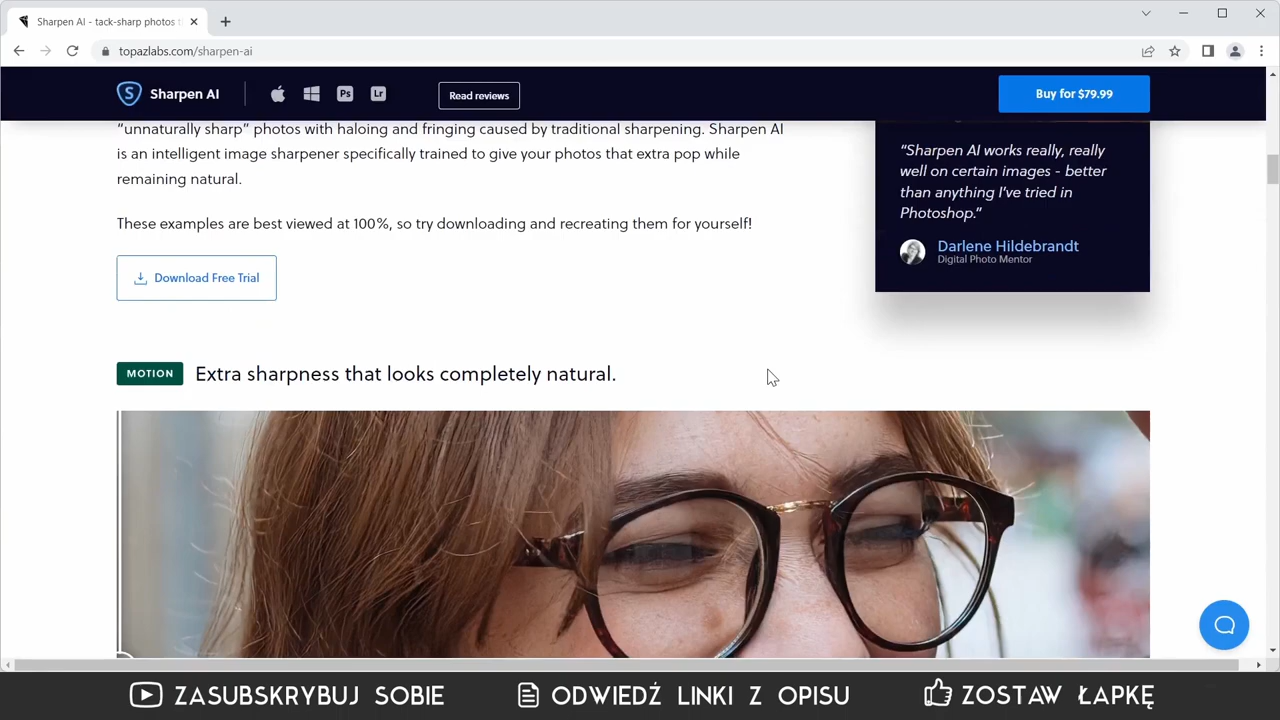 Sharpen AI - tack-sharp photos t
topazlabs.com/sharpen-ai
Sharpen AI
Ps
Lr
Read reviews
Buy for $79.99
“unnaturally sharp” photos with haloing and fringing caused by traditional sharpening. Sharpen AI
is an intelligent image sharpener specifically trained to give your photos that extra pop while
remaining natural.
These examples are best viewed at 100%, so try downloading and recreating them for yourself!
Download Free Trial
“Sharpen AI works really, really
well on certain images - better
than anything I’ve tried in
Photoshop.”
Darlene Hildebrandt
Digital Photo Mentor
MOTION Extra sharpness that looks completely natural.
ZASUBSKRYBUJ SOBIE
ODWIEDŹ LINKI Z OPISU
ZOSTAW ŁAPKĘ